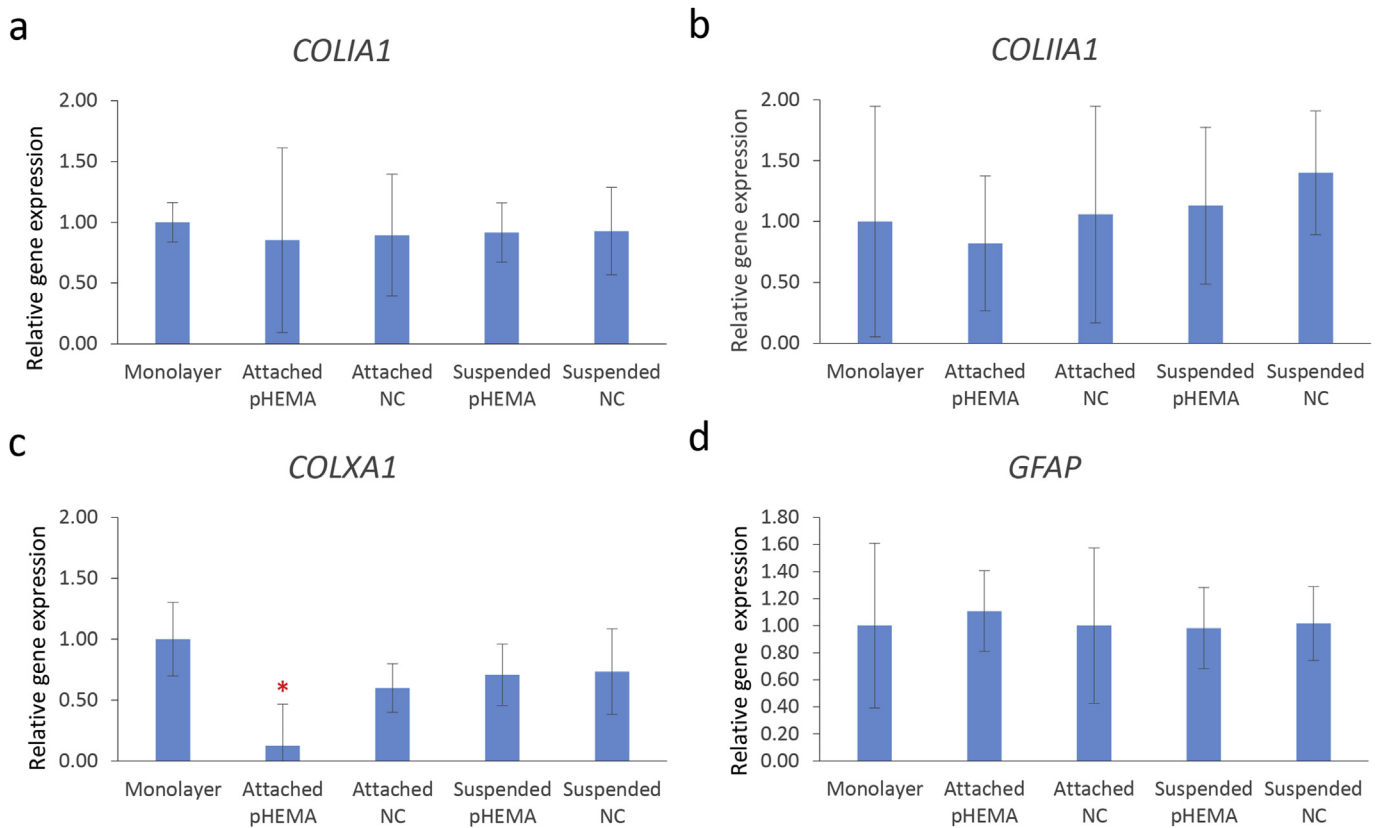 a
COLIA1
Relative gene expression
2.00
1.50
1.00
0.50
0.00
Monolayer
Attached
pHEMA
Attached
NC
Suspended
pHEMA
Suspended
NC
b
COLIIA1
Relative gene expression
2.00
1.50
1.00
0.50
0.00
Monolayer
Attached
pHEMA
Attached
NC
Suspended
pHEMA
Suspended
NC
c
COLXA1
Relative gene expression
2.00
1.50
1.00
0.50
0.00
*
Monolayer
Attached
pHEMA
Attached
NC
Suspended
pHEMA
Suspended
NC
d
GFAP
Relative gene expression
1.80
1.60
1.40
1.20
1.00
0.80
0.60
0.40
0.20
0.00
Monolayer
Attached
pHEMA
Attached
NC
Suspended
pHEMA
Suspended
NC